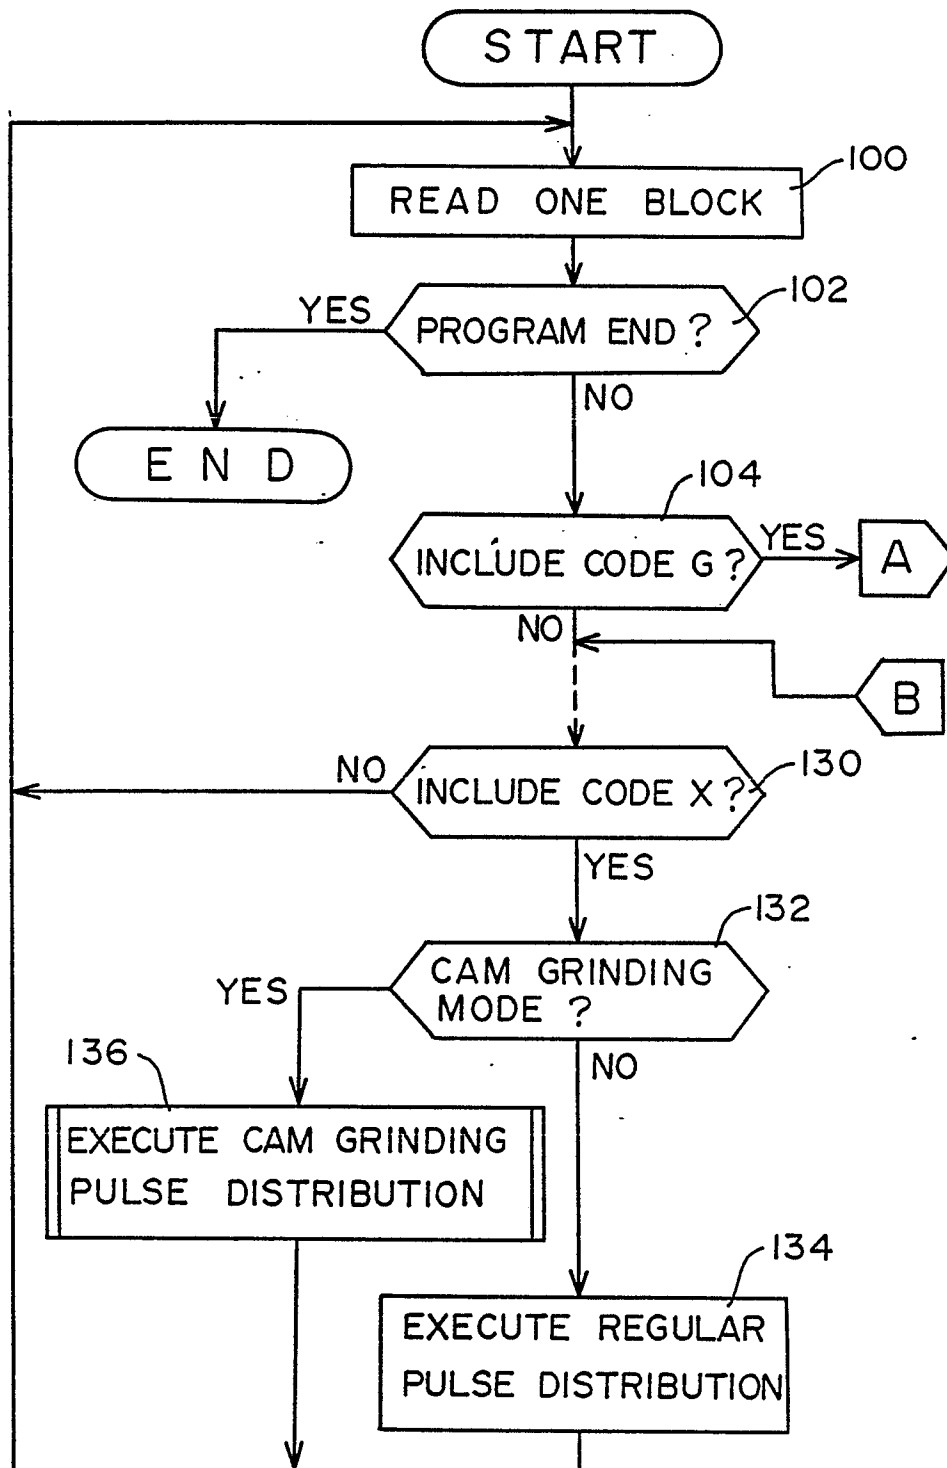 START
100
READ ONE BLOCK
102
YES
PROGRAM END?
NO
END
104
INCLUDE CODE G?
YES
A
NO
B
NO
INCLUDE CODE X?
130
YES
132
CAM GRINDING
MODE ?
YES
NO
136
EXECUTE CAM GRINDING
PULSE DISTRIBUTION
134
EXECUTE REGULAR
PULSE DISTRIBUTION